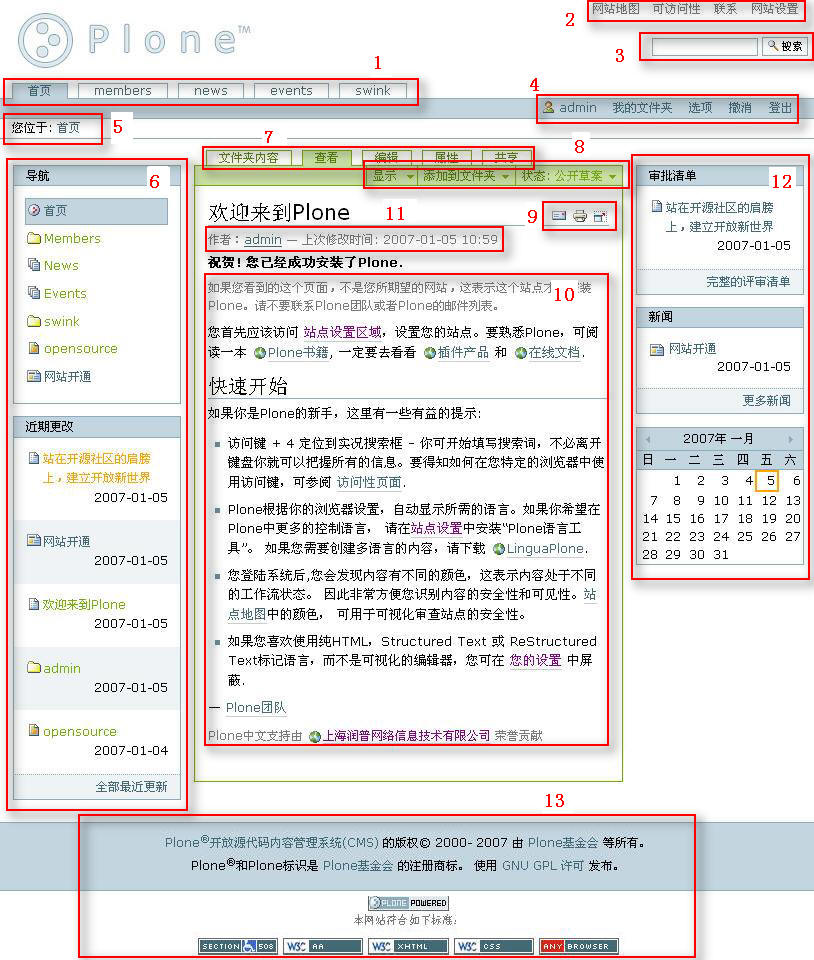 Plone™
2
网站地图 可访问性 联系 网站设置
3
搜索
1
首页 members news events swink
4
admin 我的文件夹 选项 撤消 登出
您位于: 首页
5
6
导航
首页
Members
News
Events
swink
opensource
网站开通
近期更改
站在开源社区的肩膀
上，建立开放新世界
2007-01-05
网站开通
2007-01-05
欢迎来到Plone
2007-01-05
admin
2007-01-05
opensource
2007-01-04
全部最近更新
7
文件夹内容 查看 编辑 属性 共享
8
显示 添加到文件夹 状态: 公开草案
欢迎来到Plone
9
11
作者: admin — 上次修改时间: 2007-01-05 10:59
祝贺! 您已经成功安装了Plone.
10
如果您看到的这个页面，不是您所期望的网站，这表示这个站点 装
Plone。请不要联系Plone团队或者Plone的邮件列表。
您首先应该访问 站点设置区域，设置您的站点。要熟悉Plone，可阅
读一本 Plone书籍, 一定要去看看 插件产品 和 在线文档.
快速开始
如果你是Plone的新手，这里有一些有益的提示:
访问键 + 4 定位到实况搜索框 - 你可开始填写搜索词，不必离开
键盘你就可以把握所有的信息。要得知如何在您特定的浏览器中使
用访问键，可参阅 访问性页面.
Plone根据你的浏览器设置，自动显示所需的语言。如果你希望在
Plone中更多的控制语言， 请在站点设置中安装“Plone语言工
具”。 如果您需要创建多语言的内容，请下载 LinguaPlone.
您登陆系统后,您会发现内容有不同的颜色，这表示内容处于不同
的工作流状态。 因此非常方便您识别内容的安全性和可见性。站
点地图中的颜色， 可用于可视化审查站点的安全性。
如果您喜欢使用纯HTML，Structured Text 或 ReStructured
Text标记语言，而不是可视化的编辑器，您可在 您的设置 中屏
蔽.
— Plone团队
Plone中文支持由 上海润普网络信息技术有限公司 荣誉贡献
12
审批清单
站在开源社区的肩膀
上，建立开放新世界
2007-01-05
完整的评审清单
新闻
网站开通
2007-01-05
更多新闻
2007年 一月
日 一 二 三 四 五 六
1 2 3 4 5 6
7 8 9 10 11 12 13
14 15 16 17 18 19 20
21 22 23 24 25 26 27
28 29 30 31
13
Plone®开放源代码内容管理系统(CMS) 的版权© 2000- 2007 由 Plone基金会 等所有。
Plone®和Plone标识是 Plone基金会 的注册商标。 使用 GNU GPL 许可 发布。
PLONE POWERED
本网站符合如下标准:
SECTION 508 W3C AA W3C XHTML W3C CSS ANY BROWSER